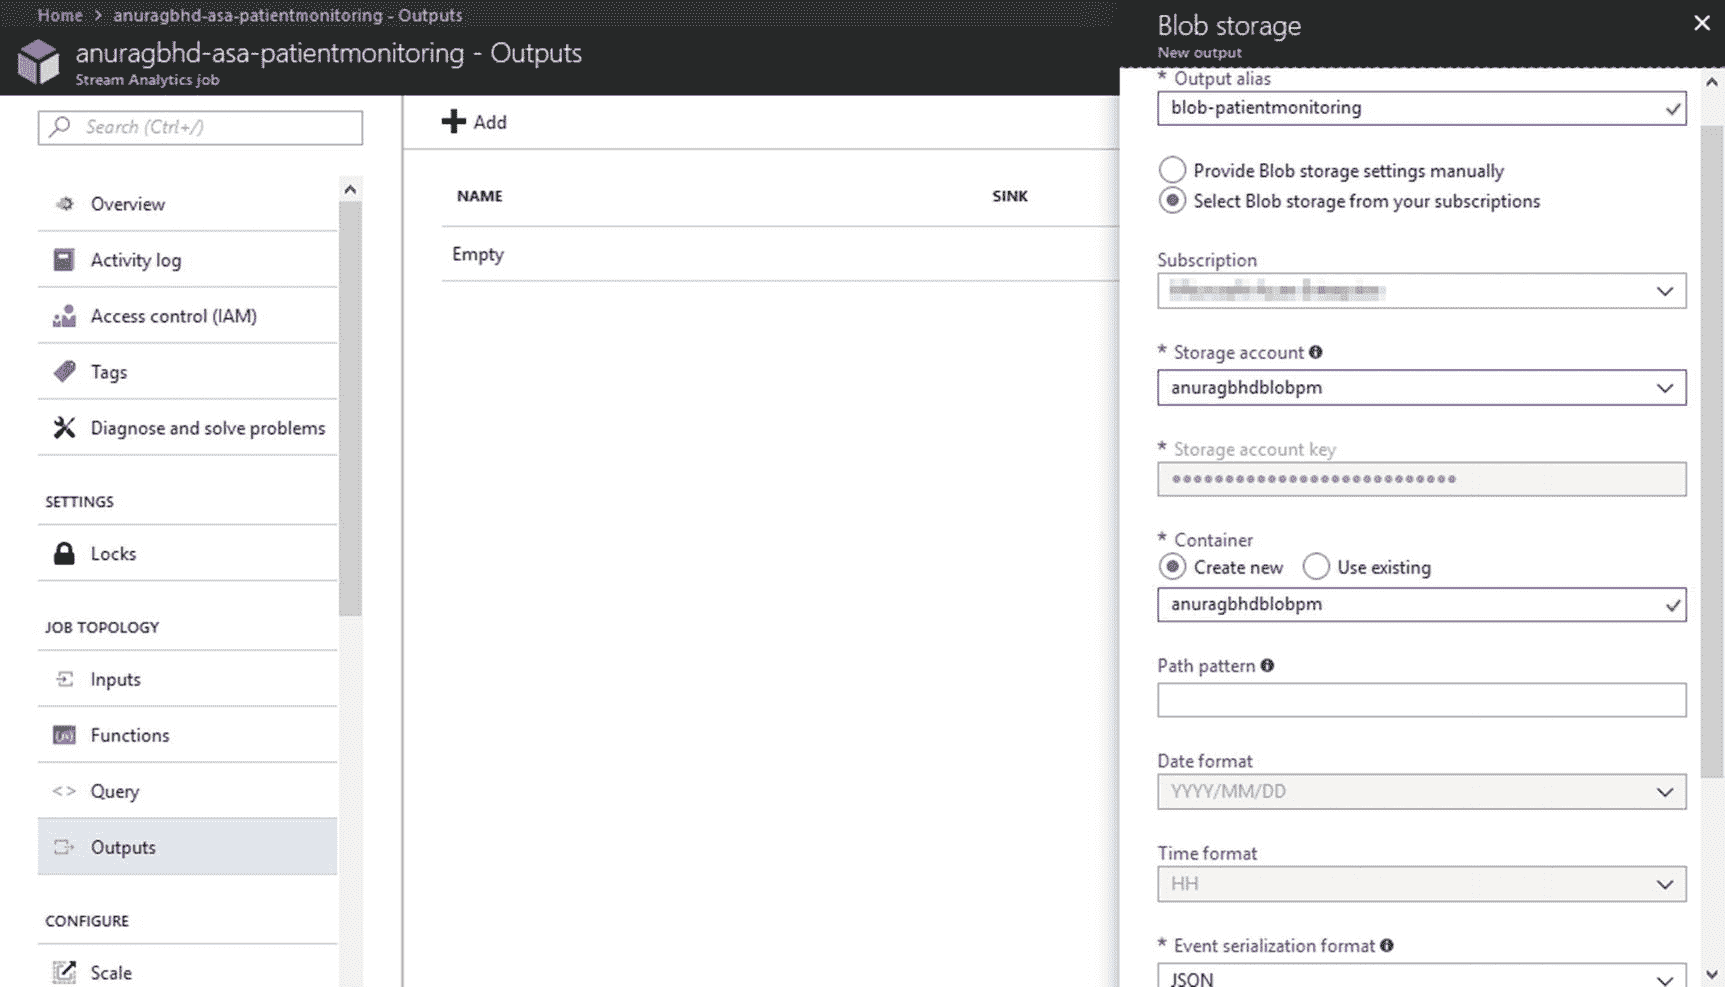 Home > anuragbhd-asa-patientmonitoring - Outputs
anuragbhd-asa-patientmonitoring - Outputs
Stream Analytics job
Search (Ctrl+/)
Overview
Activity log
Access control (IAM)
Tags
Diagnose and solve problems
SETTINGS
Locks
JOB TOPOLOGY
Inputs
Functions
<> Query
Outputs
CONFIGURE
Scale
Add
NAME SINK
Empty
Blob storage
New output
* Output alias
blob-patientmonitoring
Provide Blob storage settings manually
Select Blob storage from your subscriptions
Subscription
* Storage account
anuragbhdblobpm
* Storage account key
* Container
Create new Use existing
anuragbhdblobpm
Path pattern
Date format
YYYY/MM/DD
Time format
HH
* Event serialization format
JSON